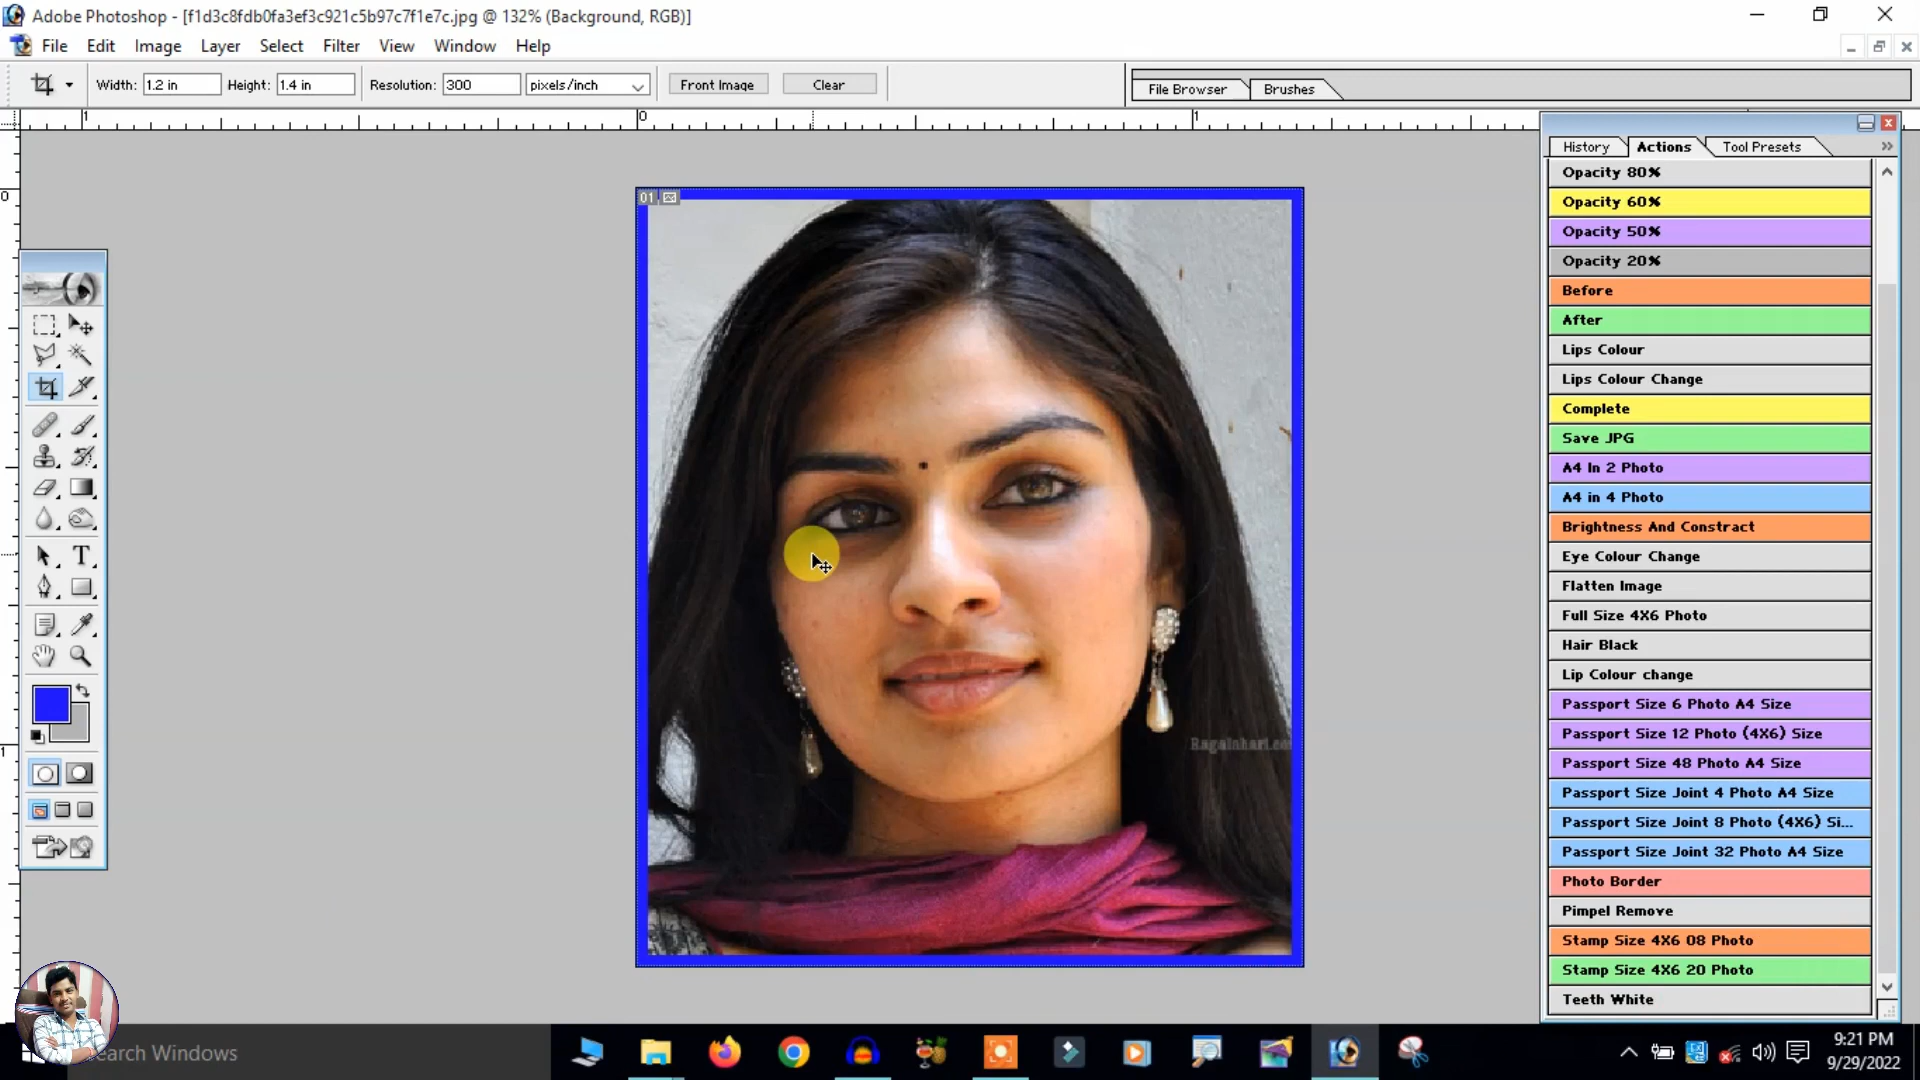 Adobe Photoshop - [f1d3c8fdb0fa3ef3c921c5b97c7f1e7c.jpg @ 132% (Background, RGB)]
File Edit Image Layer Select Filter View Window Help
Width: 1.2 in Height: 1.4 in Resolution: 300 pixels/inch Front Image Clear File Browser Brushes
1 0 1
History Actions Tool Presets
0
01
Opacity 80%
Opacity 60%
Opacity 50%
Opacity 20%
Before
After
Lips Colour
Lips Colour Change
Complete
Save JPG
A4 In 2 Photo
A4 in 4 Photo
Brightness And Constract
Eye Colour Change
Flatten Image
Full Size 4X6 Photo
Hair Black
Lip Colour change
Passport Size 6 Photo A4 Size
Passport Size 12 Photo (4X6) Size
1
Passport Size 48 Photo A4 Size
Passport Size Joint 4 Photo A4 Size
Passport Size Joint 8 Photo (4X6) Si...
Passport Size Joint 32 Photo A4 Size
Photo Border
Pimpel Remove
Stamp Size 4X6 08 Photo
Stamp Size 4X6 20 Photo
Teeth White
earch Windows
9:21 PM
9/29/2022